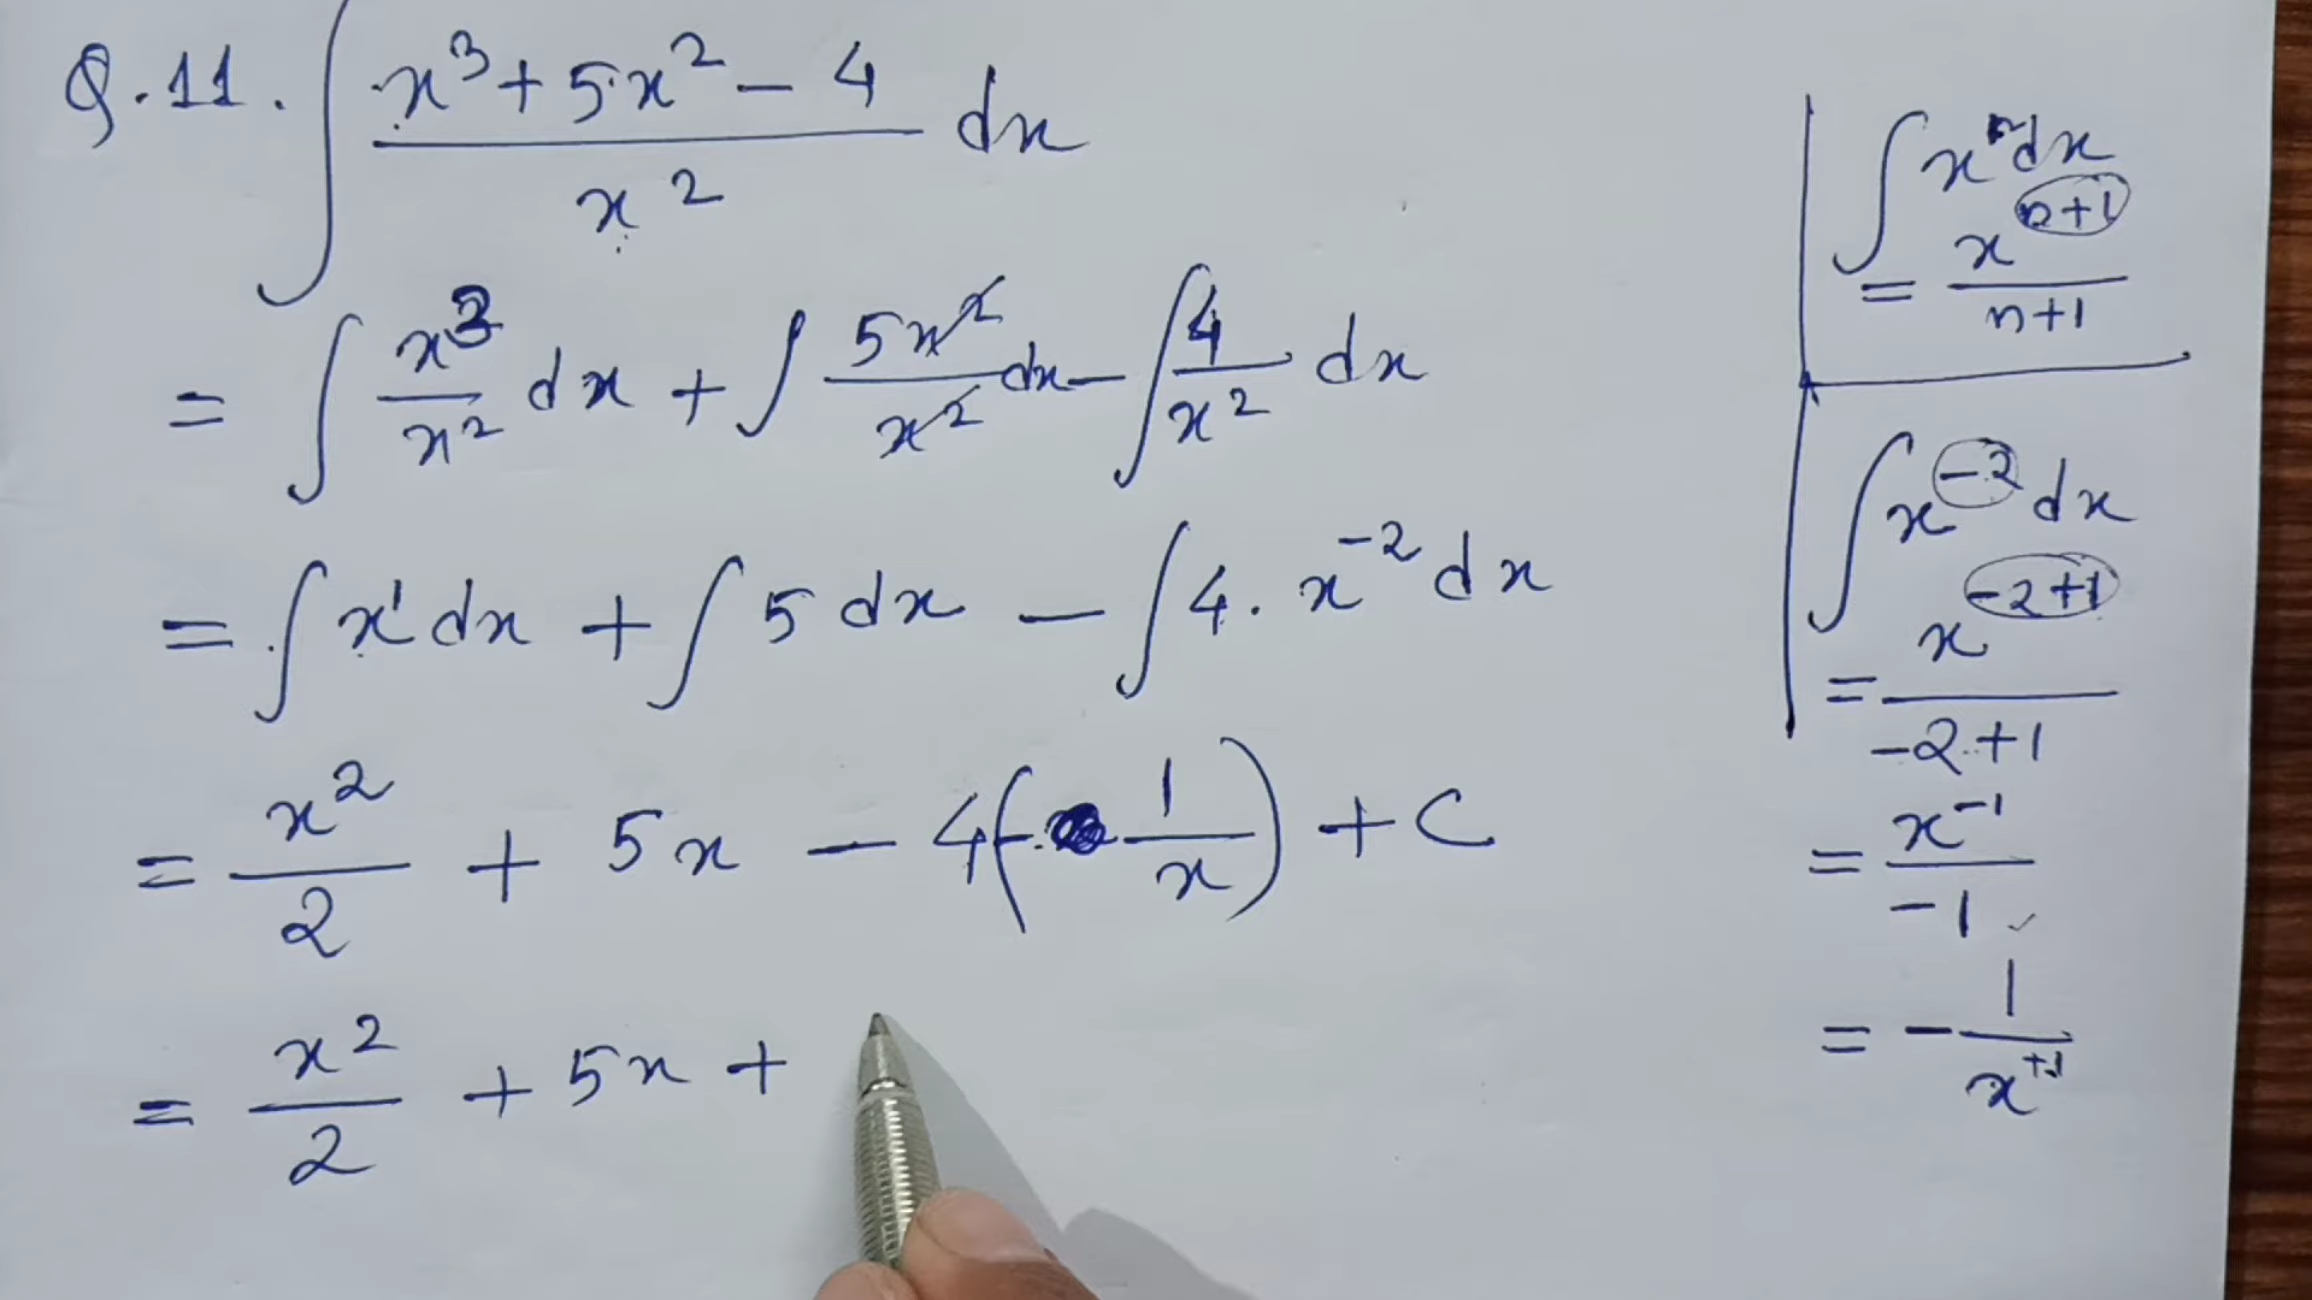 Q.11. ∫ (x³ + 5x² − 4)/x² dx
= ∫ x³/x² dx + ∫ 5x²/x² dx − ∫ 4/x² dx
= ∫ x¹ dx + ∫ 5 dx − ∫ 4 . x⁻² dx
= x²/2 + 5x − 4(− 1/x) + C
= x²/2 + 5x +
∫ xⁿ dx
= xⁿ⁺¹/(n+1)
∫ x⁻² dx
= x⁻²⁺¹/(−2+1)
= x⁻¹/−1
= − 1/x⁺¹